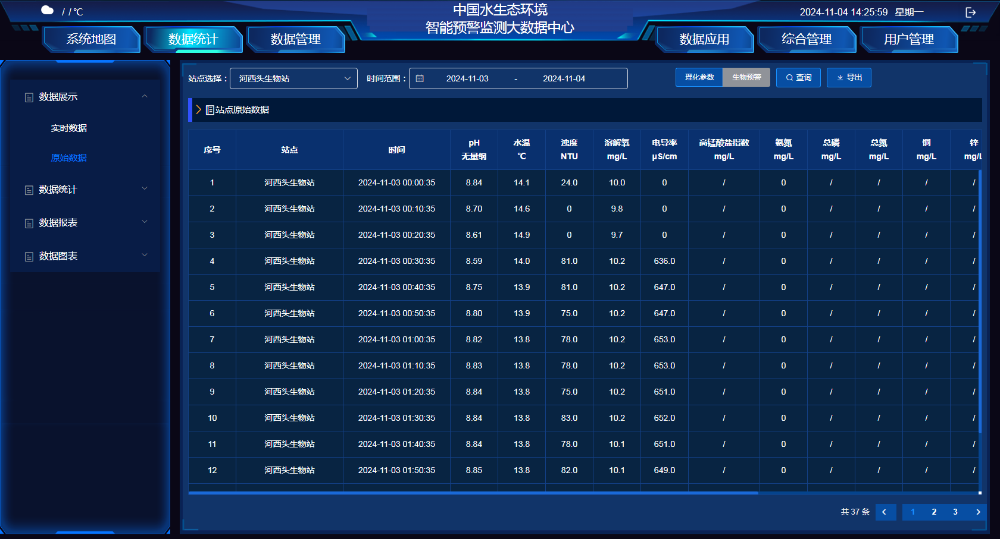 / /℃
中国水生态环境
智能预警监测大数据中心
2024-11-04 14:25:59 星期一
系统地图 数据统计 数据管理 数据应用 综合管理 用户管理
数据展示
实时数据
原始数据
数据统计
数据报表
数据图表
站点选择： 河西头生物站 时间范围： 2024-11-03 - 2024-11-04 理化参数 生物预警 查询 导出
站点原始数据
序号 站点 时间 pH 无量纲 水温 ℃ 浊度 NTU 溶解氧 mg/L 电导率 μS/cm 高锰酸盐指数 mg/L 氨氮 mg/L 总磷 mg/L 总氮 mg/L 铜 mg/L 锌 mg/L
1 河西头生物站 2024-11-03 00:00:35 8.84 14.1 24.0 10.0 0 / 0 / / / /
2 河西头生物站 2024-11-03 00:10:35 8.70 14.6 0 9.8 0 / 0 / / / /
3 河西头生物站 2024-11-03 00:20:35 8.61 14.9 0 9.7 0 / 0 / / / /
4 河西头生物站 2024-11-03 00:30:35 8.59 14.0 81.0 10.2 636.0 / 0 / / / /
5 河西头生物站 2024-11-03 00:40:35 8.75 13.9 81.0 10.2 647.0 / 0 / / / /
6 河西头生物站 2024-11-03 00:50:35 8.80 13.9 75.0 10.2 647.0 / 0 / / / /
7 河西头生物站 2024-11-03 01:00:35 8.82 13.8 78.0 10.2 653.0 / 0 / / / /
8 河西头生物站 2024-11-03 01:10:35 8.83 13.8 78.0 10.2 653.0 / 0 / / / /
9 河西头生物站 2024-11-03 01:20:35 8.84 13.8 75.0 10.2 651.0 / 0 / / / /
10 河西头生物站 2024-11-03 01:30:35 8.84 13.8 83.0 10.2 652.0 / 0 / / / /
11 河西头生物站 2024-11-03 01:40:35 8.84 13.8 78.0 10.1 651.0 / 0 / / / /
12 河西头生物站 2024-11-03 01:50:35 8.85 13.8 82.0 10.1 649.0 / 0 / / / /
共 37 条 1 2 3